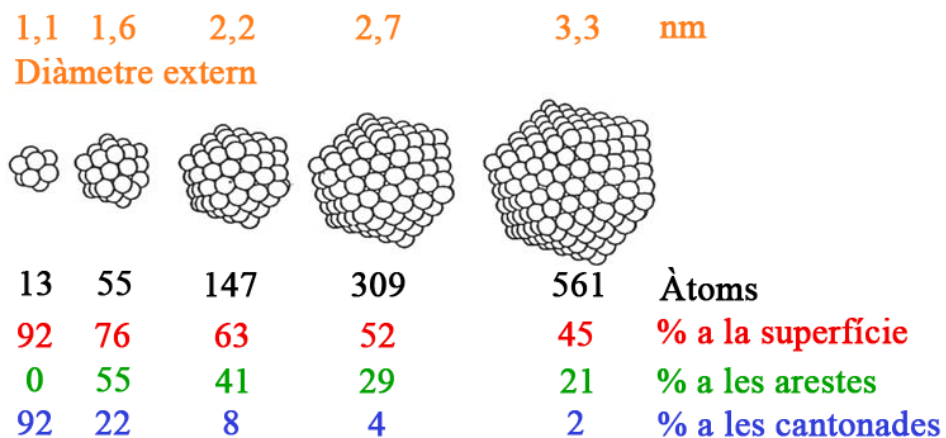 1,1 1,6 2,2 2,7 3,3 nm
Diàmetre extern
13 55 147 309 561 Àtoms
92 76 63 52 45 % a la superfície
0 55 41 29 21 % a les arestes
92 22 8 4 2 % a les cantonades